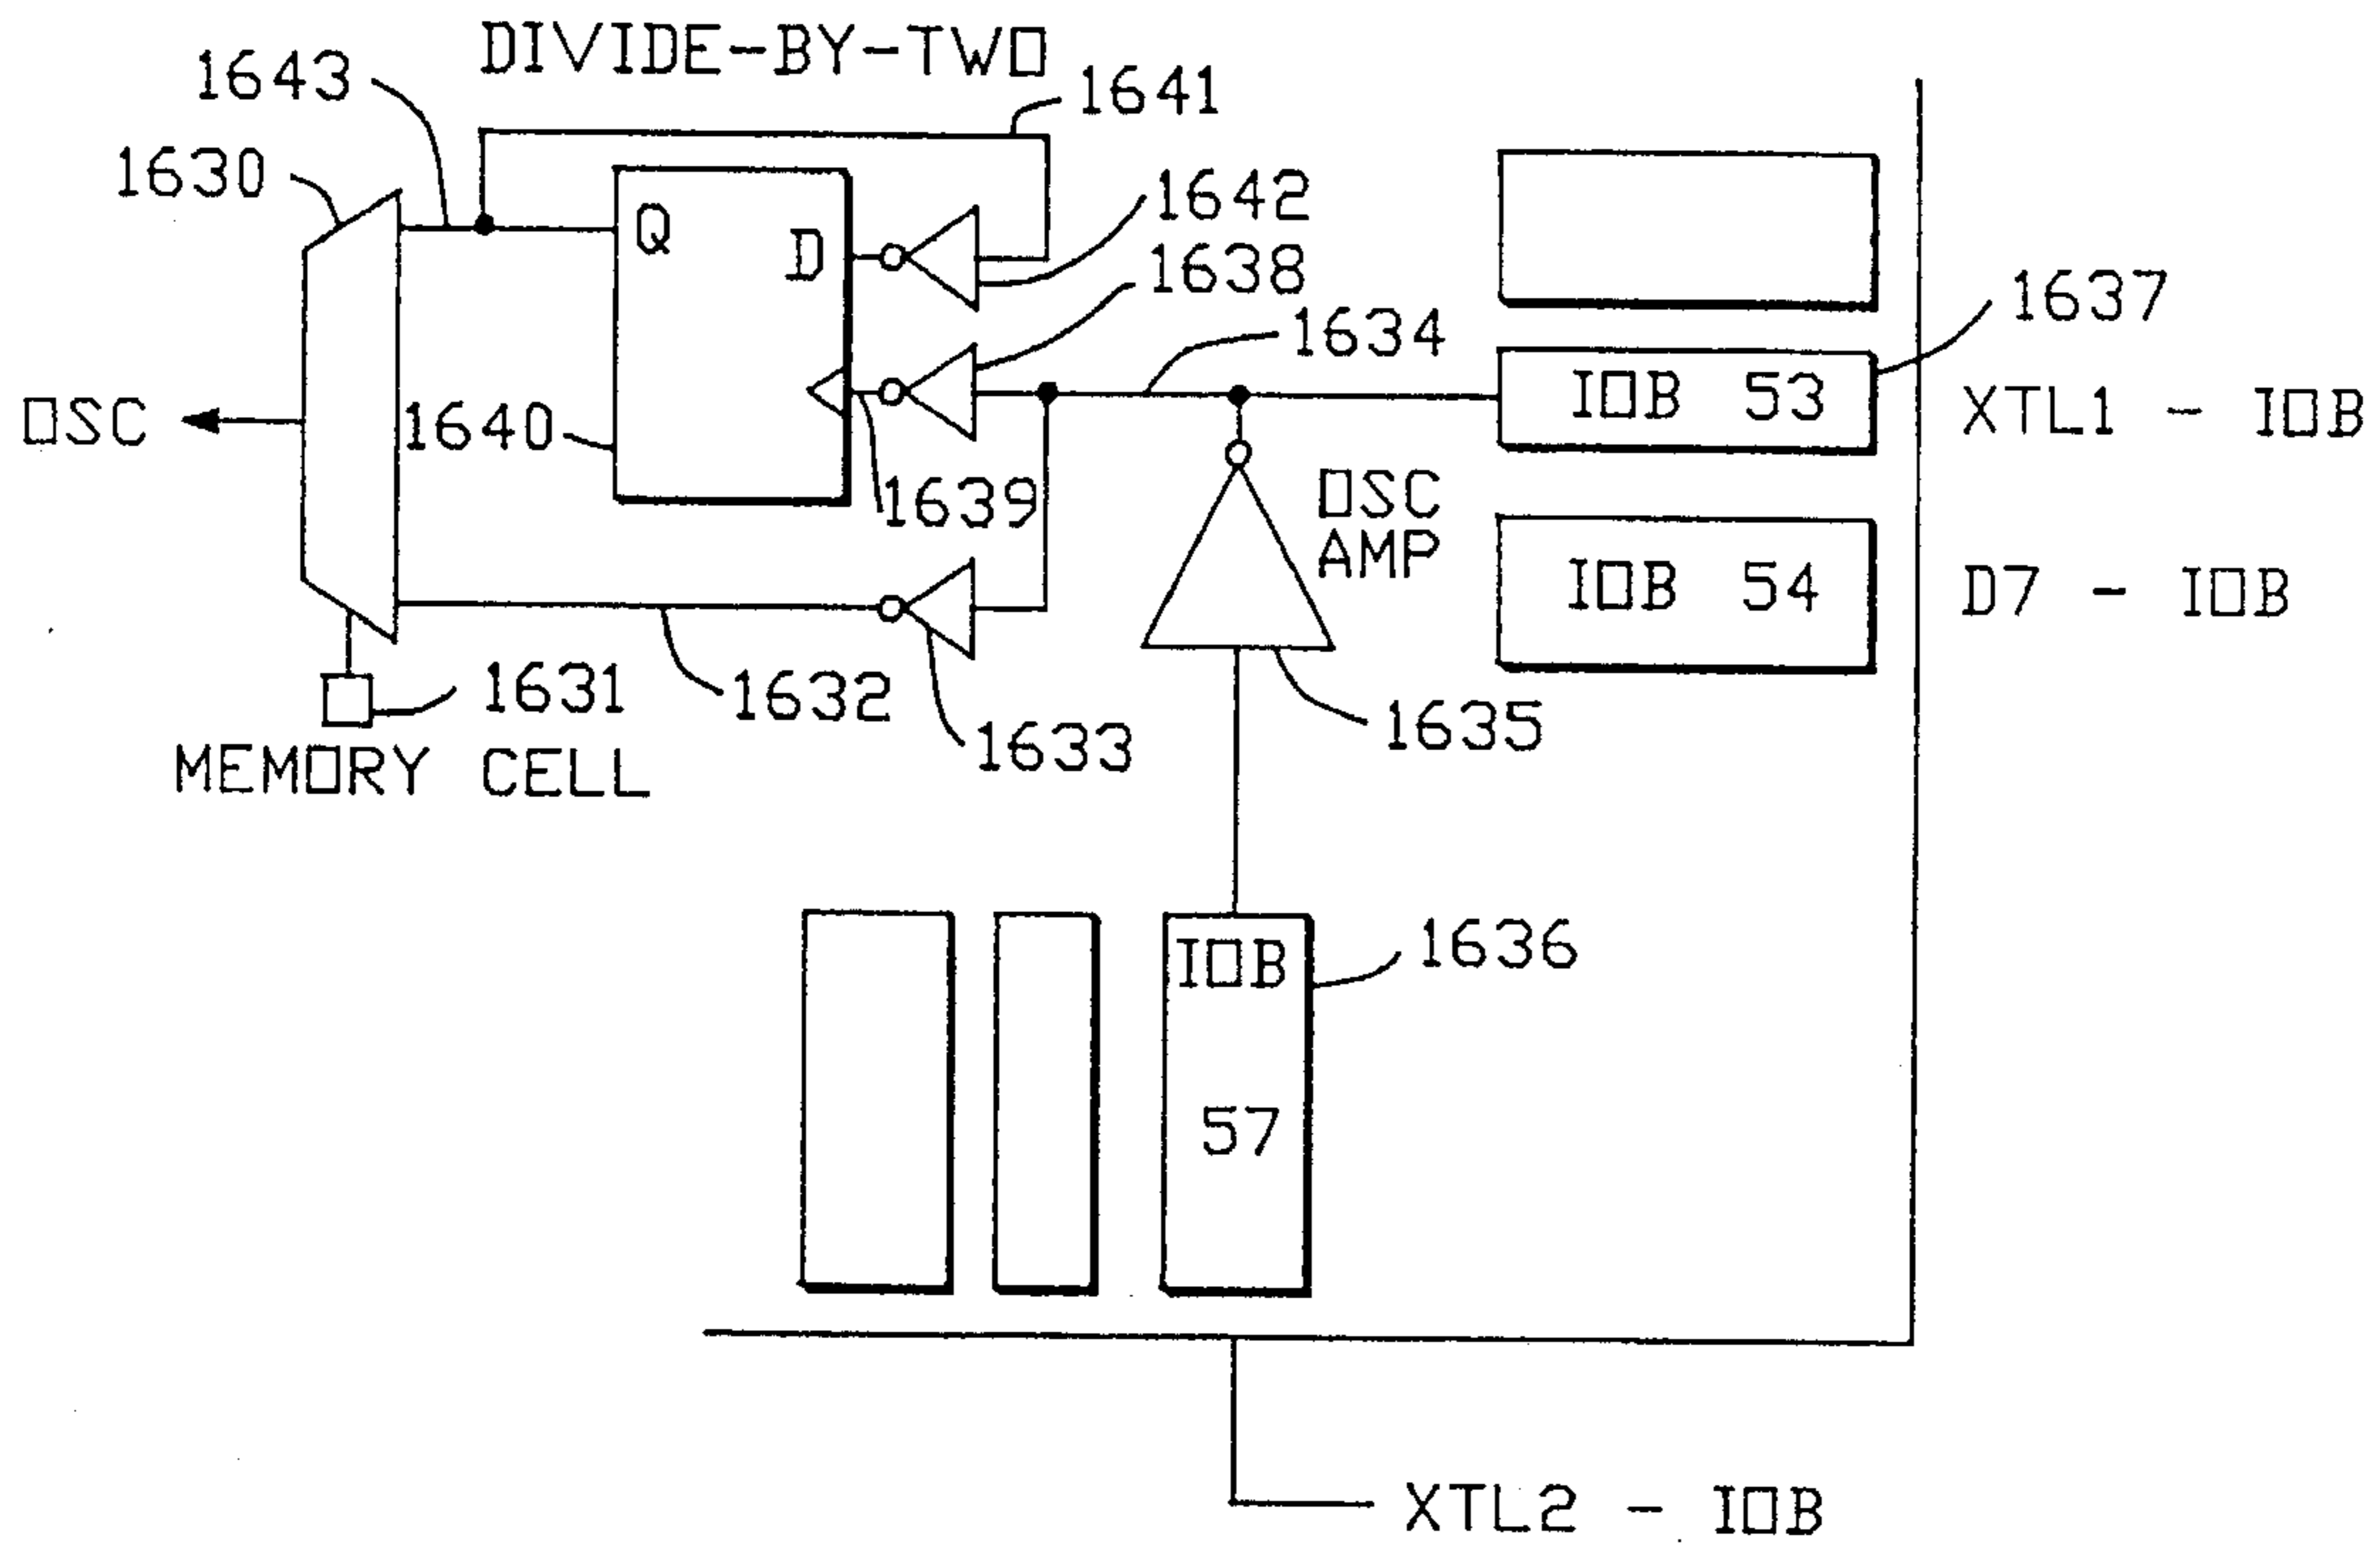 DIVIDE-BY-TWO
1643
1641
1630
1642
Q
D
1638
1634
1637
IOB 53
XTL1 - IOB
OSC
1640
1639
OSC
AMP
IOB 54
D7 - IOB
1631
1632
1633
1635
MEMORY CELL
IOB
1636
57
XTL2 - IOB